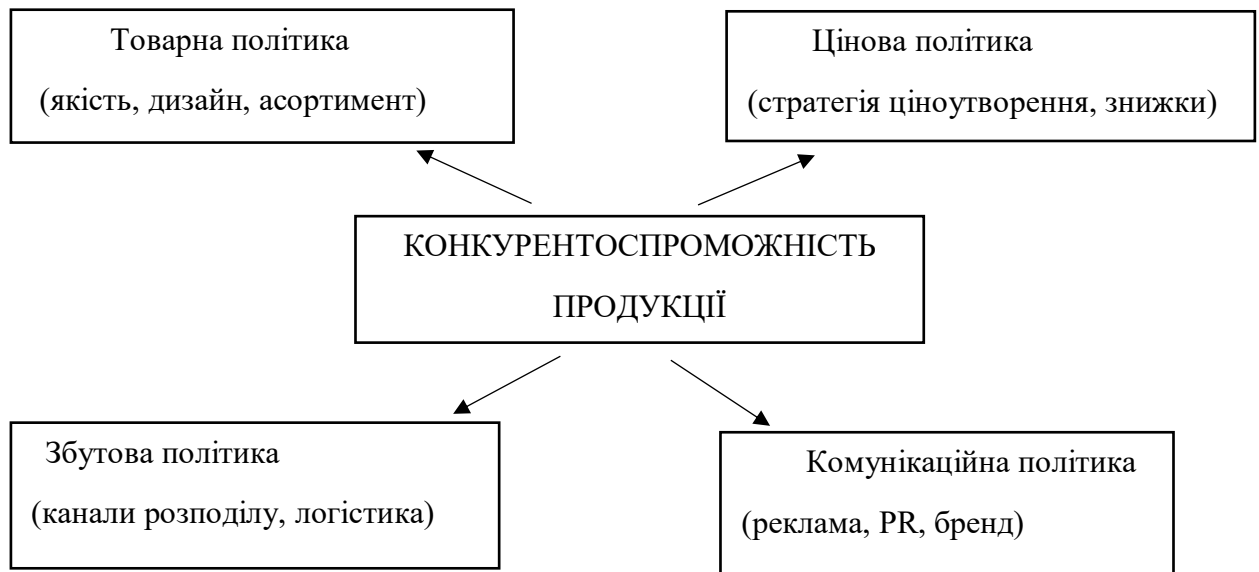 Товарна політика
(якість, дизайн, асортимент)
Цінова політика
(стратегія ціноутворення, знижки)
КОНКУРЕНТОСПРОМОЖНІСТЬ
ПРОДУКЦІЇ
Збутова політика
(канали розподілу, логістика)
Комунікаційна політика
(реклама, PR, бренд)